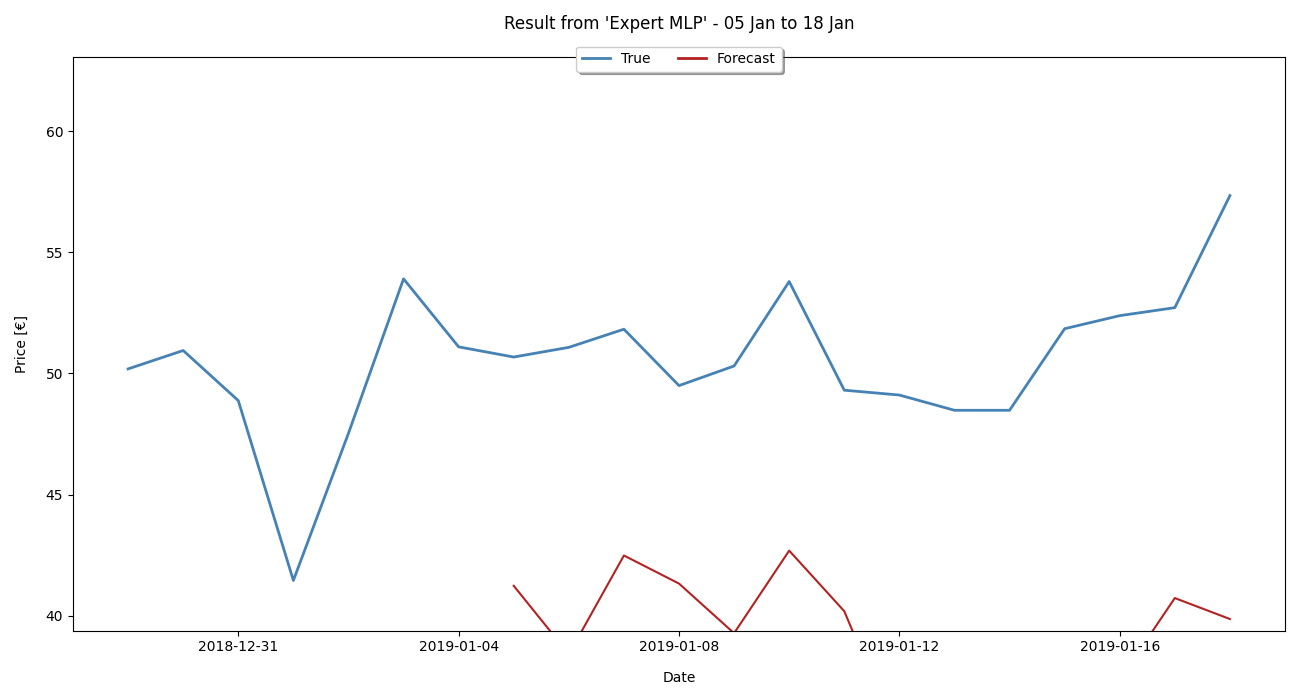 Result from 'Expert MLP' - 05 Jan to 18 Jan
True Forecast
Price [€]
60
55
50
45
40
2018-12-31 2019-01-04 2019-01-08 2019-01-12 2019-01-16
Date